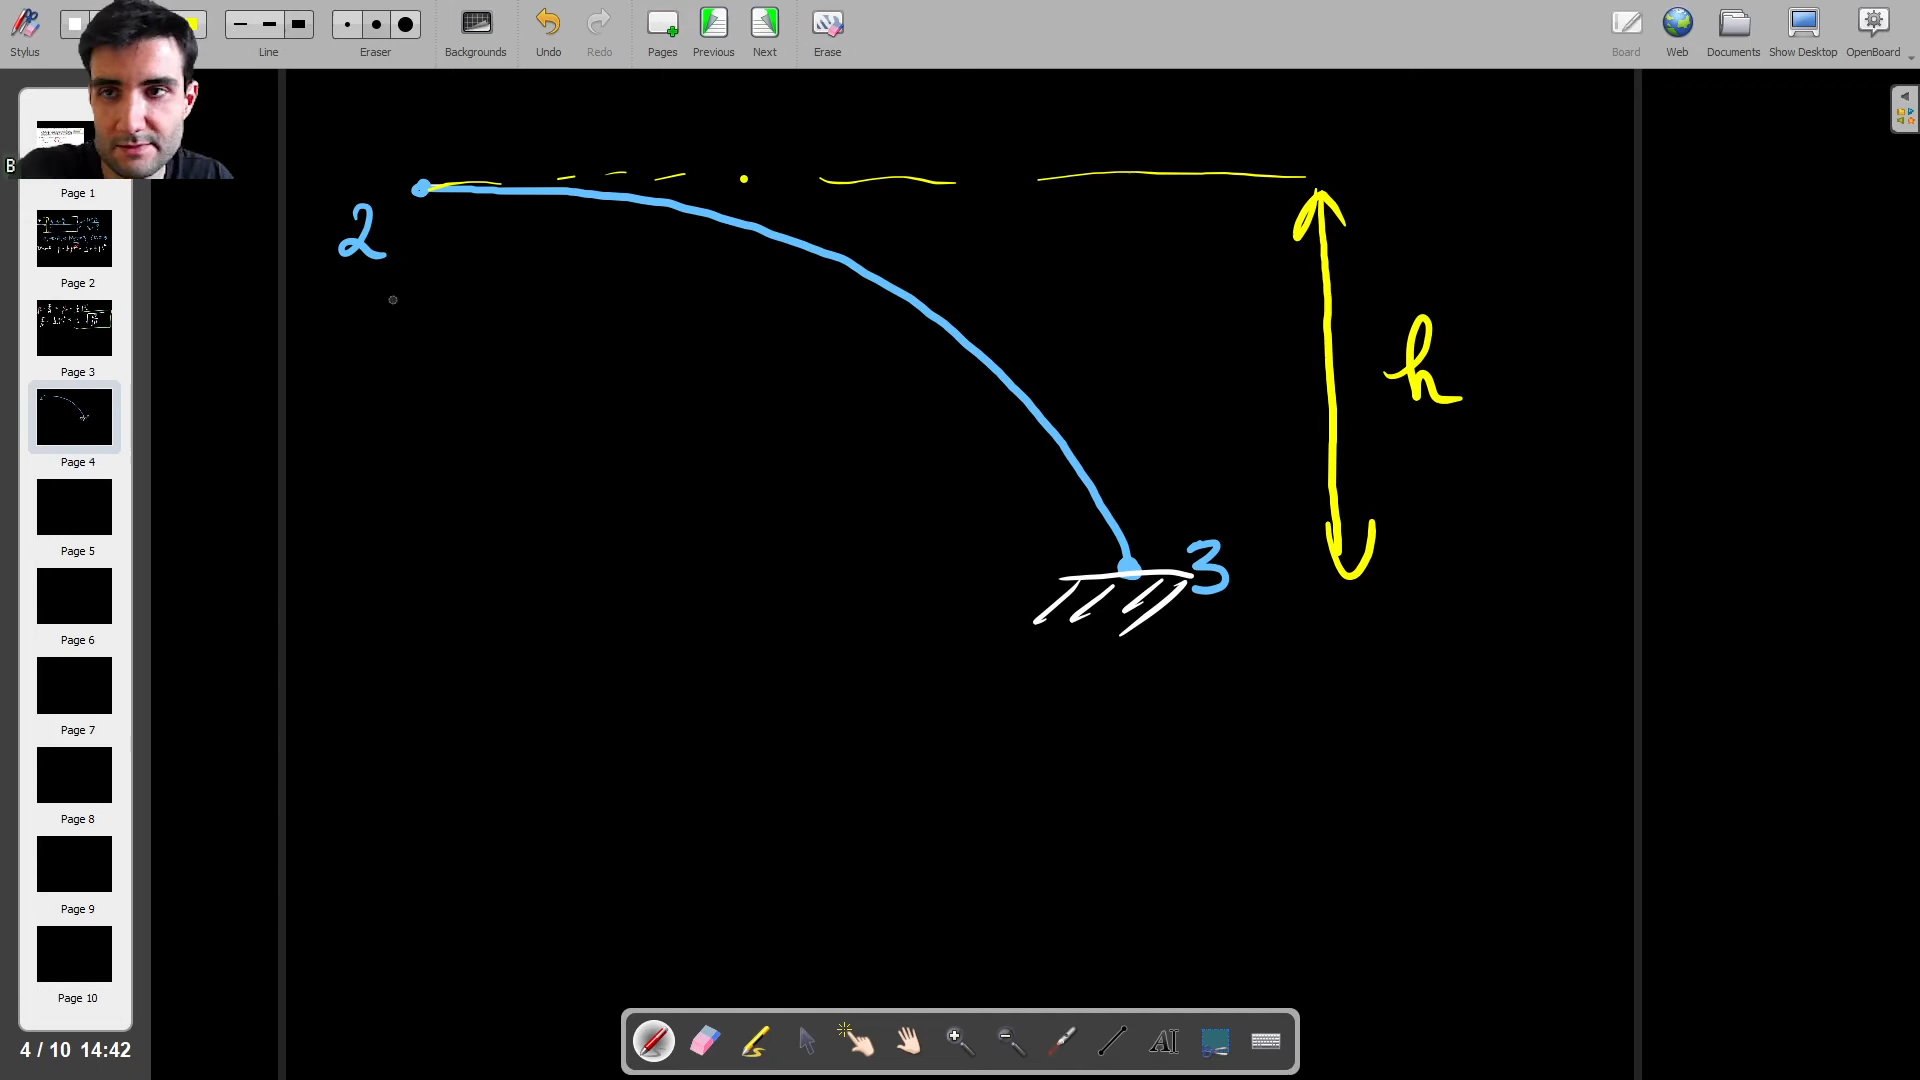 Stylus
Line
Eraser
Backgrounds
Undo
Redo
Pages
Previous
Next
Erase
Board
Web
Documents
Show Desktop
OpenBoard
B
Page 1
Page 2
Page 3
Page 4
Page 5
Page 6
Page 7
Page 8
Page 9
Page 10
4 / 10 14:42
2
h
3
AI